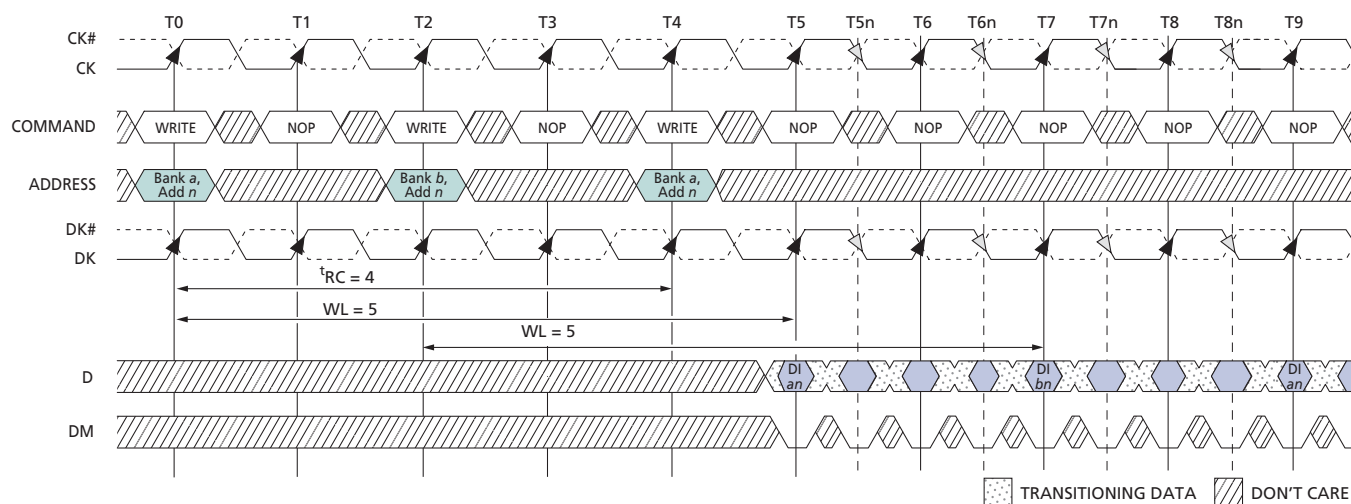 T0 T1 T2 T3 T4 T5 T5n T6 T6n T7 T7n T8 T8n T9
CK#
CK
COMMAND WRITE NOP WRITE NOP WRITE NOP NOP NOP NOP NOP
ADDRESS Bank a, Add n Bank b, Add n Bank a, Add n
DK#
DK
tRC = 4
WL = 5
WL = 5
D DI an DI bn DI an
DM
TRANSITIONING DATA DON'T CARE